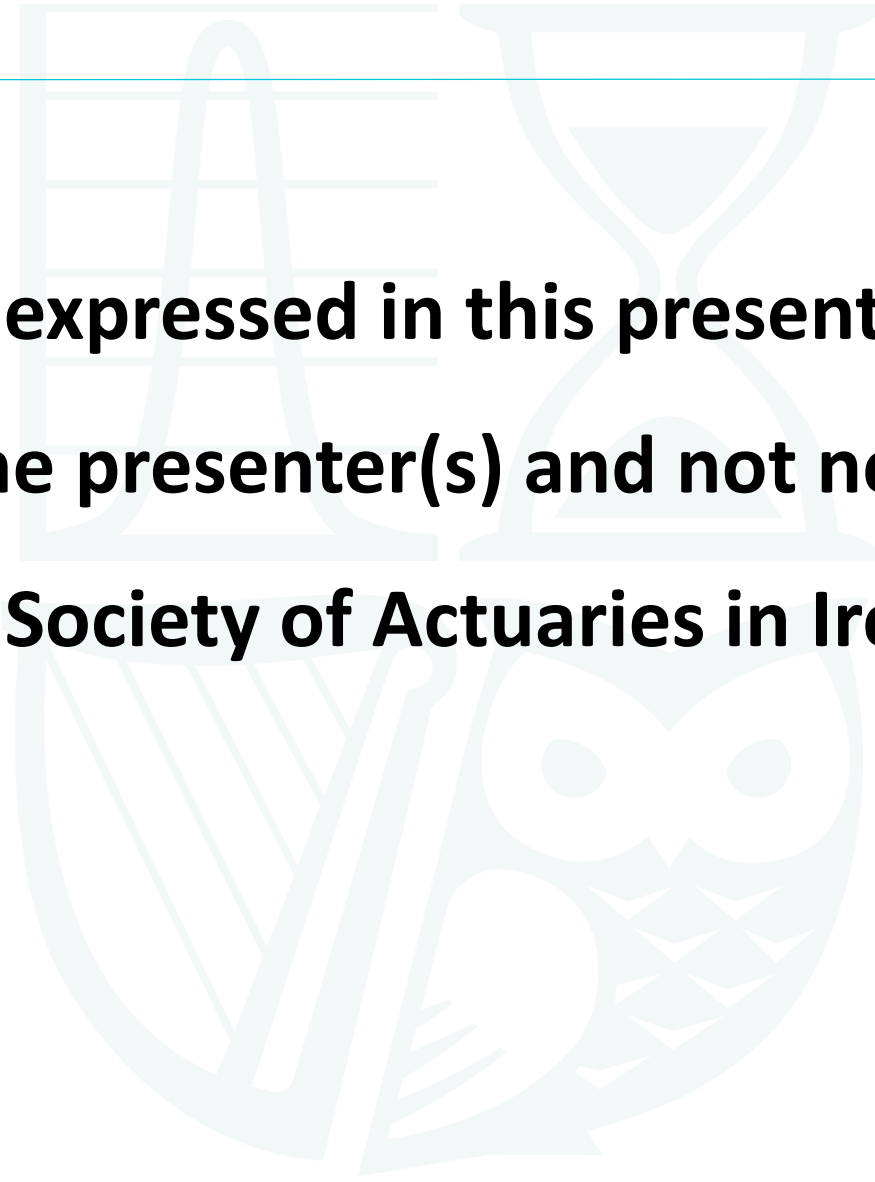 expressed in this present
he presenter(s) and not ne
Society of Actuaries in Ire